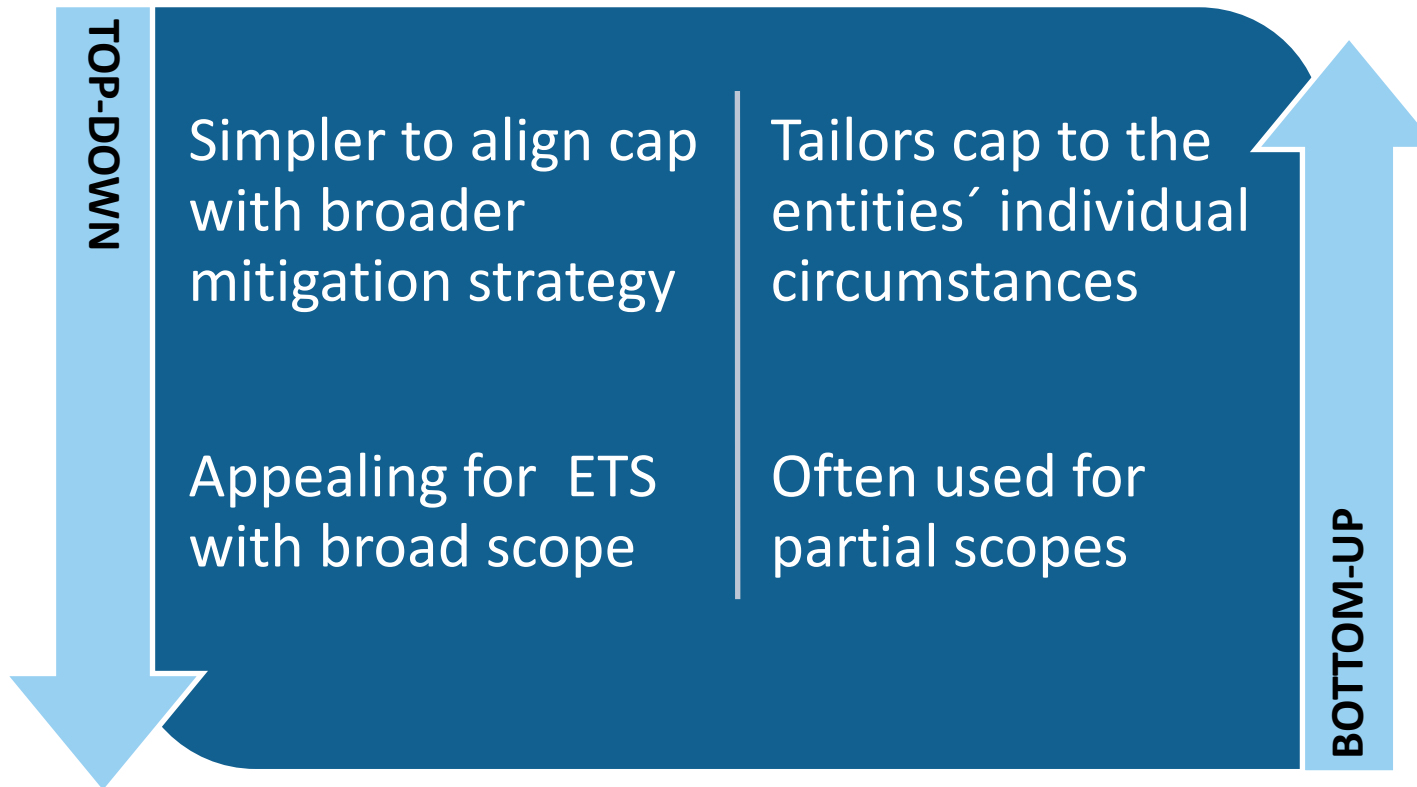 TOP-DOWN
Simpler to align cap
with broader
mitigation strategy
Appealing for  ETS
with broad scope
Tailors cap to the
entities´ individual
circumstances
Often used for
partial scopes
BOTTOM-UP